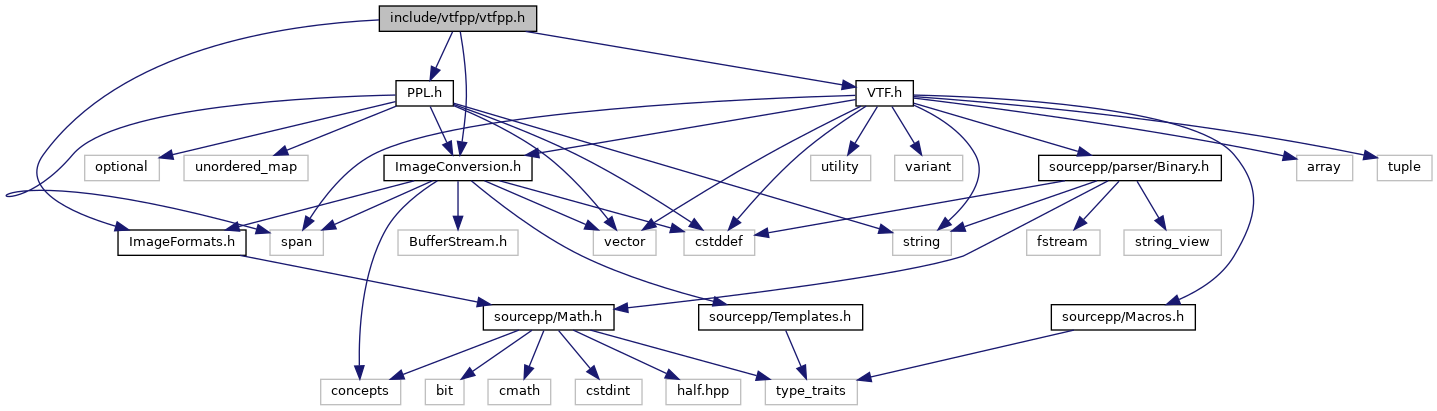 include/vtfpp/vtfpp.h
PPL.h
VTF.h
optional
unordered_map
ImageConversion.h
utility
variant
sourcepp/parser/Binary.h
array
tuple
ImageFormats.h
span
BufferStream.h
vector
cstddef
string
fstream
string_view
sourcepp/Math.h
sourcepp/Templates.h
sourcepp/Macros.h
concepts
bit
cmath
cstdint
half.hpp
type_traits